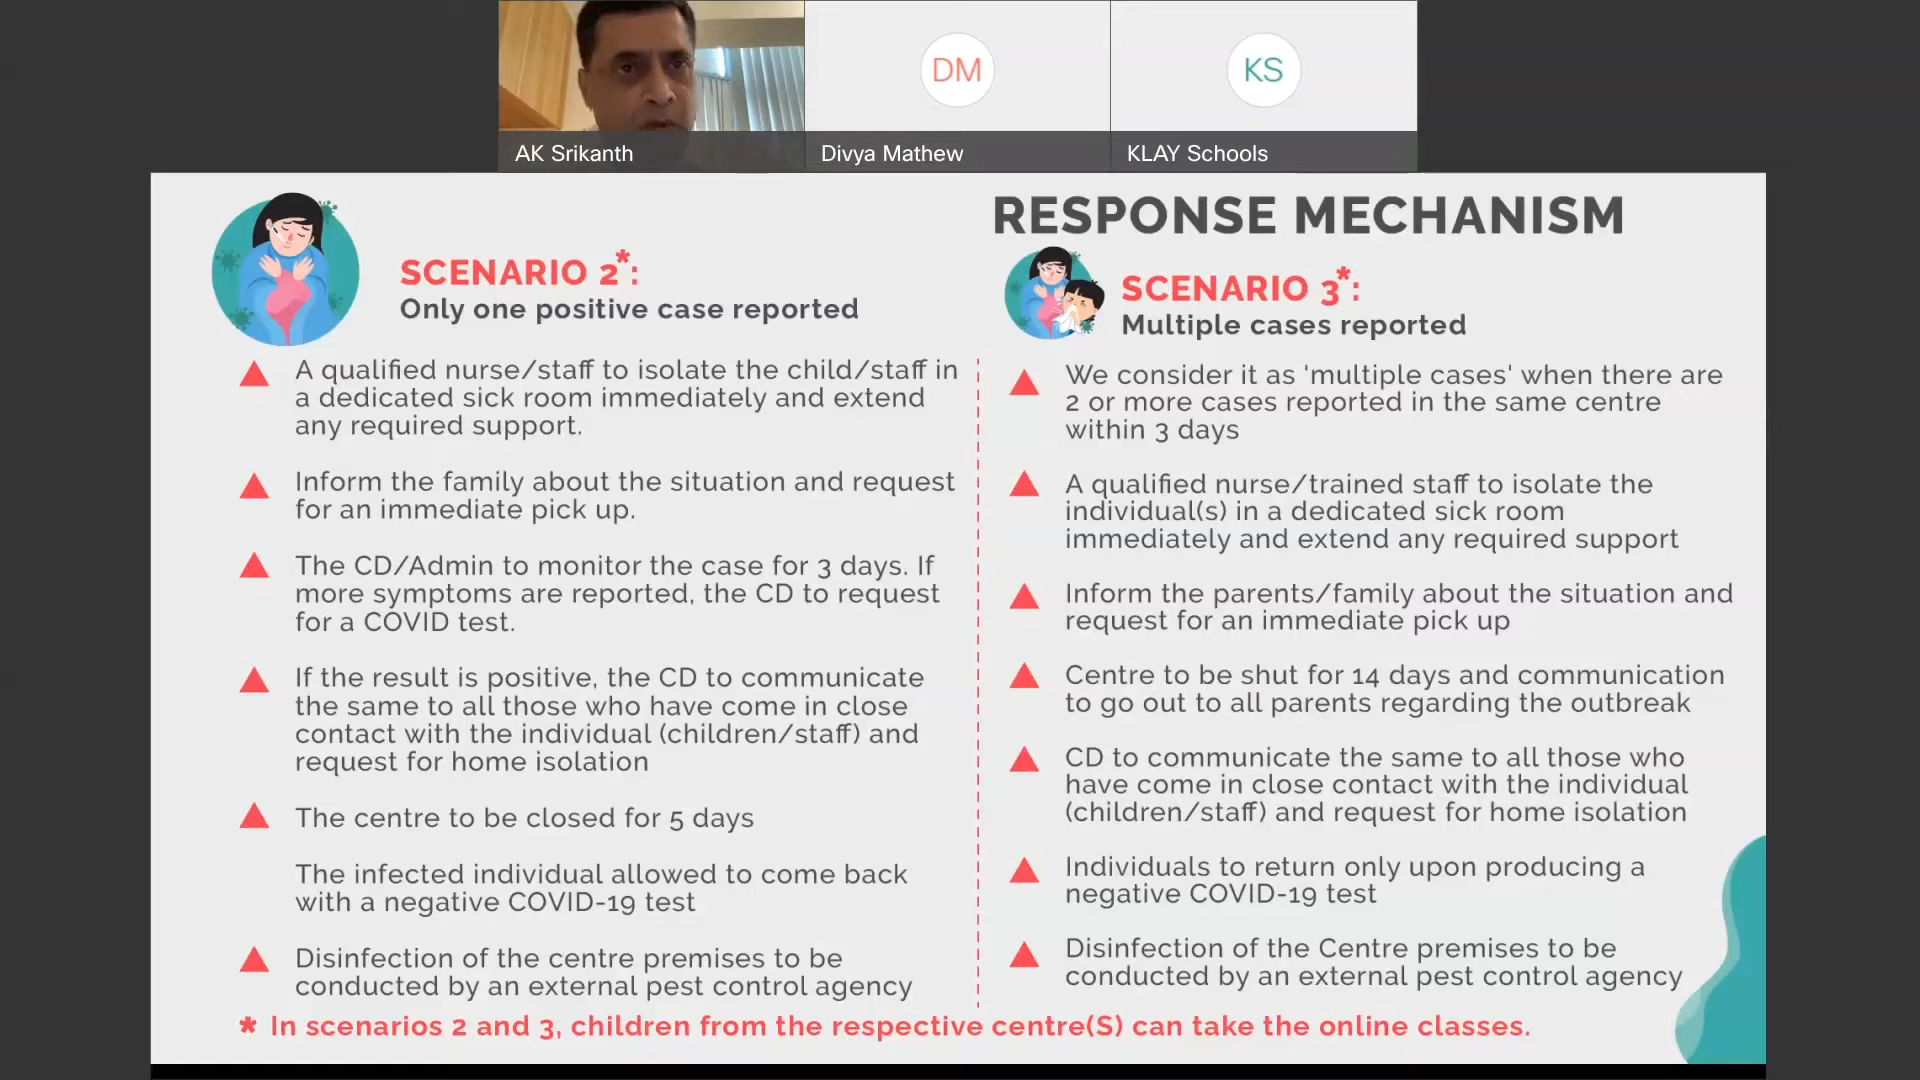 DM
KS
AK Srikanth
Divya Mathew
KLAY Schools
RESPONSE MECHANISM
SCENARIO 2*:
Only one positive case reported
A qualified nurse/staff to isolate the child/staff in
a dedicated sick room immediately and extend
any required support.
Inform the family about the situation and request
for an immediate pick up.
The CD/Admin to monitor the case for 3 days. If
more symptoms are reported, the CD to request
for a COVID test.
If the result is positive, the CD to communicate
the same to all those who have come in close
contact with the individual (children/staff) and
request for home isolation
The centre to be closed for 5 days
The infected individual allowed to come back
with a negative COVID-19 test
Disinfection of the centre premises to be
conducted by an external pest control agency
SCENARIO 3*:
Multiple cases reported
We consider it as 'multiple cases' when there are
2 or more cases reported in the same centre
within 3 days
A qualified nurse/trained staff to isolate the
individual(s) in a dedicated sick room
immediately and extend any required support
Inform the parents/family about the situation and
request for an immediate pick up
Centre to be shut for 14 days and communication
to go out to all parents regarding the outbreak
CD to communicate the same to all those who
have come in close contact with the individual
(children/staff) and request for home isolation
Individuals to return only upon producing a
negative COVID-19 test
Disinfection of the Centre premises to be
conducted by an external pest control agency
* In scenarios 2 and 3, children from the respective centre(S) can take the online classes.